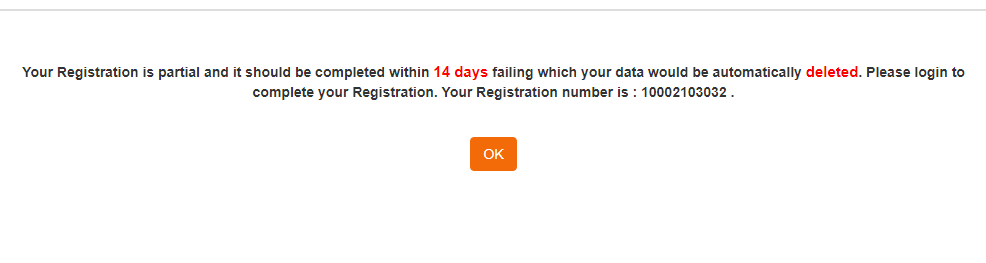 Your Registration is partial and it should be completed within 14 days failing which your data would be automatically deleted. Please login to
complete your Registration. Your Registration number is : 10002103032 .
OK